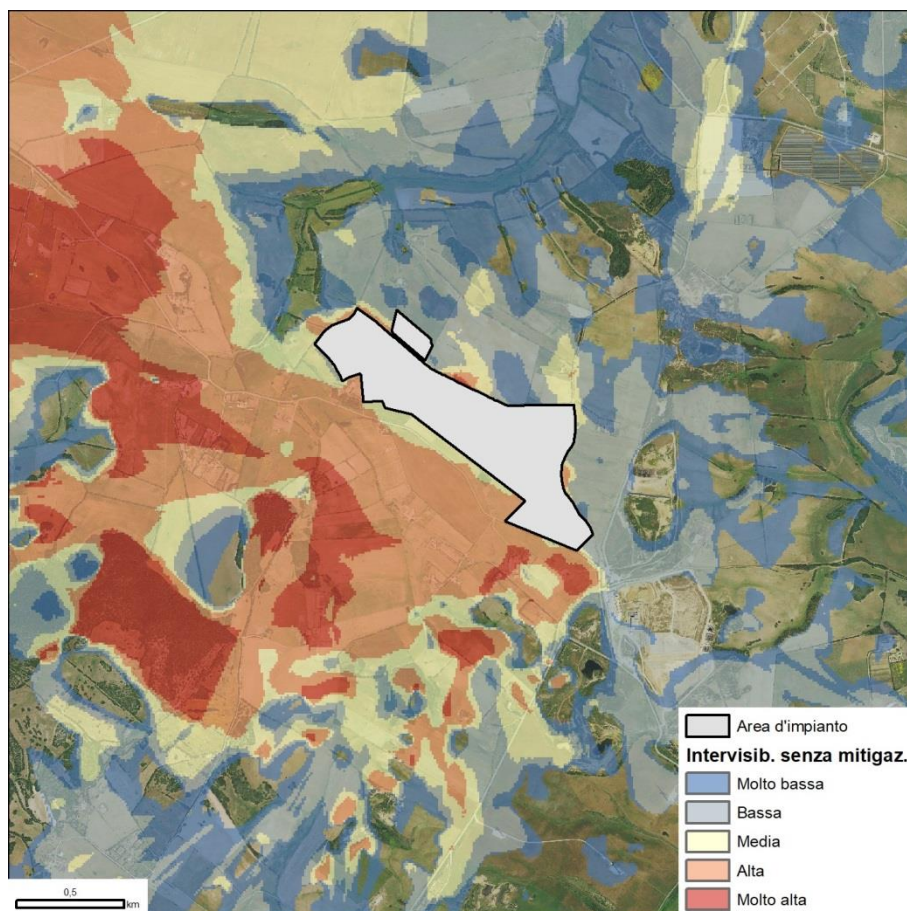 Area d'impianto
Intervisib. senza mitigaz.
Molto bassa
Bassa
Media
Alta
Molto alta
0,5
km